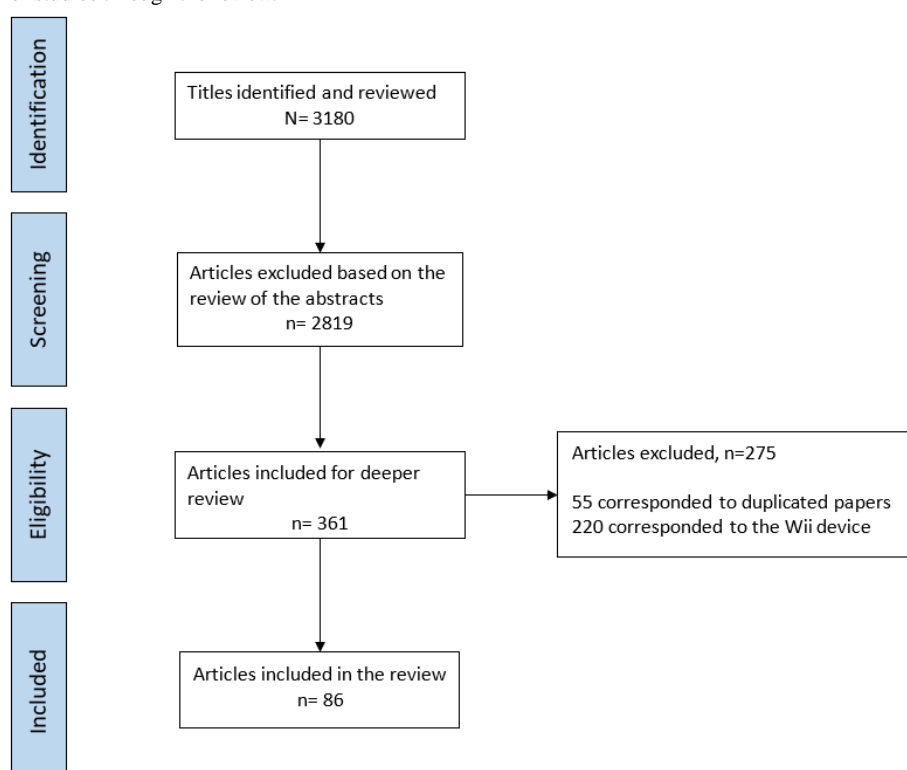 Identification
Titles identified and reviewed
N= 3180
Screening
Articles excluded based on the
review of the abstracts
n= 2819
Eligibility
Articles included for deeper
review
n= 361
Articles excluded, n=275
55 corresponded to duplicated papers
220 corresponded to the Wii device
Included
Articles included in the review
n= 86